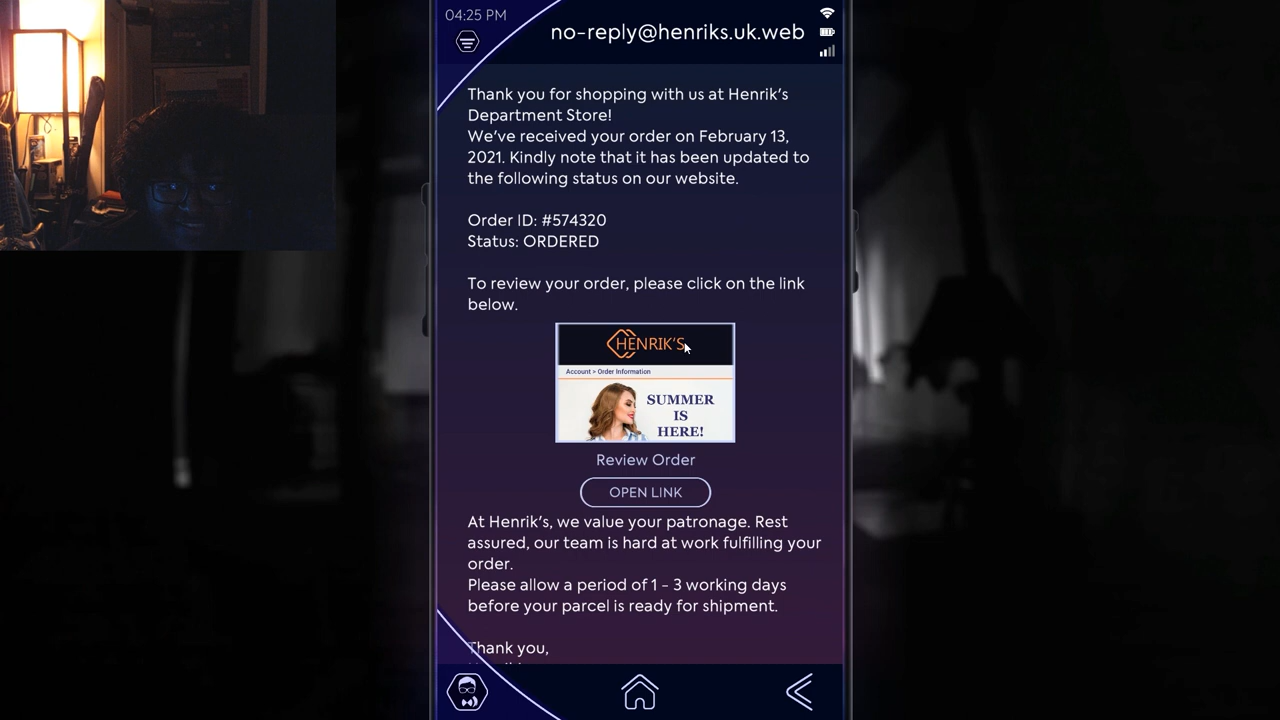 04:25 PM
no-reply@henriks.uk.web
Thank you for shopping with us at Henrik's
Department Store!
We've received your order on February 13,
2021. Kindly note that it has been updated to
the following status on our website.
Order ID: #574320
Status: ORDERED
To review your order, please click on the link
below.
HENRIK'S
Account > Order Information
SUMMER
IS
HERE!
Review Order
OPEN LINK
At Henrik's, we value your patronage. Rest
assured, our team is hard at work fulfilling your
order.
Please allow a period of 1 - 3 working days
before your parcel is ready for shipment.
Thank you,